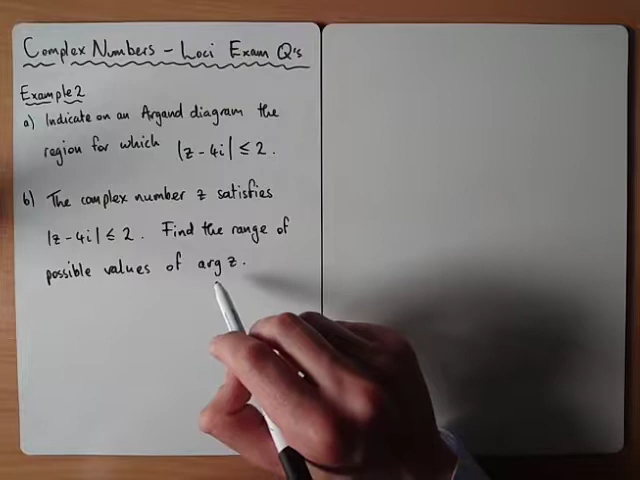 Complex Numbers - Loci Exam Q's
Example 2
a) Indicate on an Argand diagram the
region for which |z - 4i| ≤ 2.
b) The complex number z satisfies
|z - 4i| ≤ 2. Find the range of
possible values of arg z.